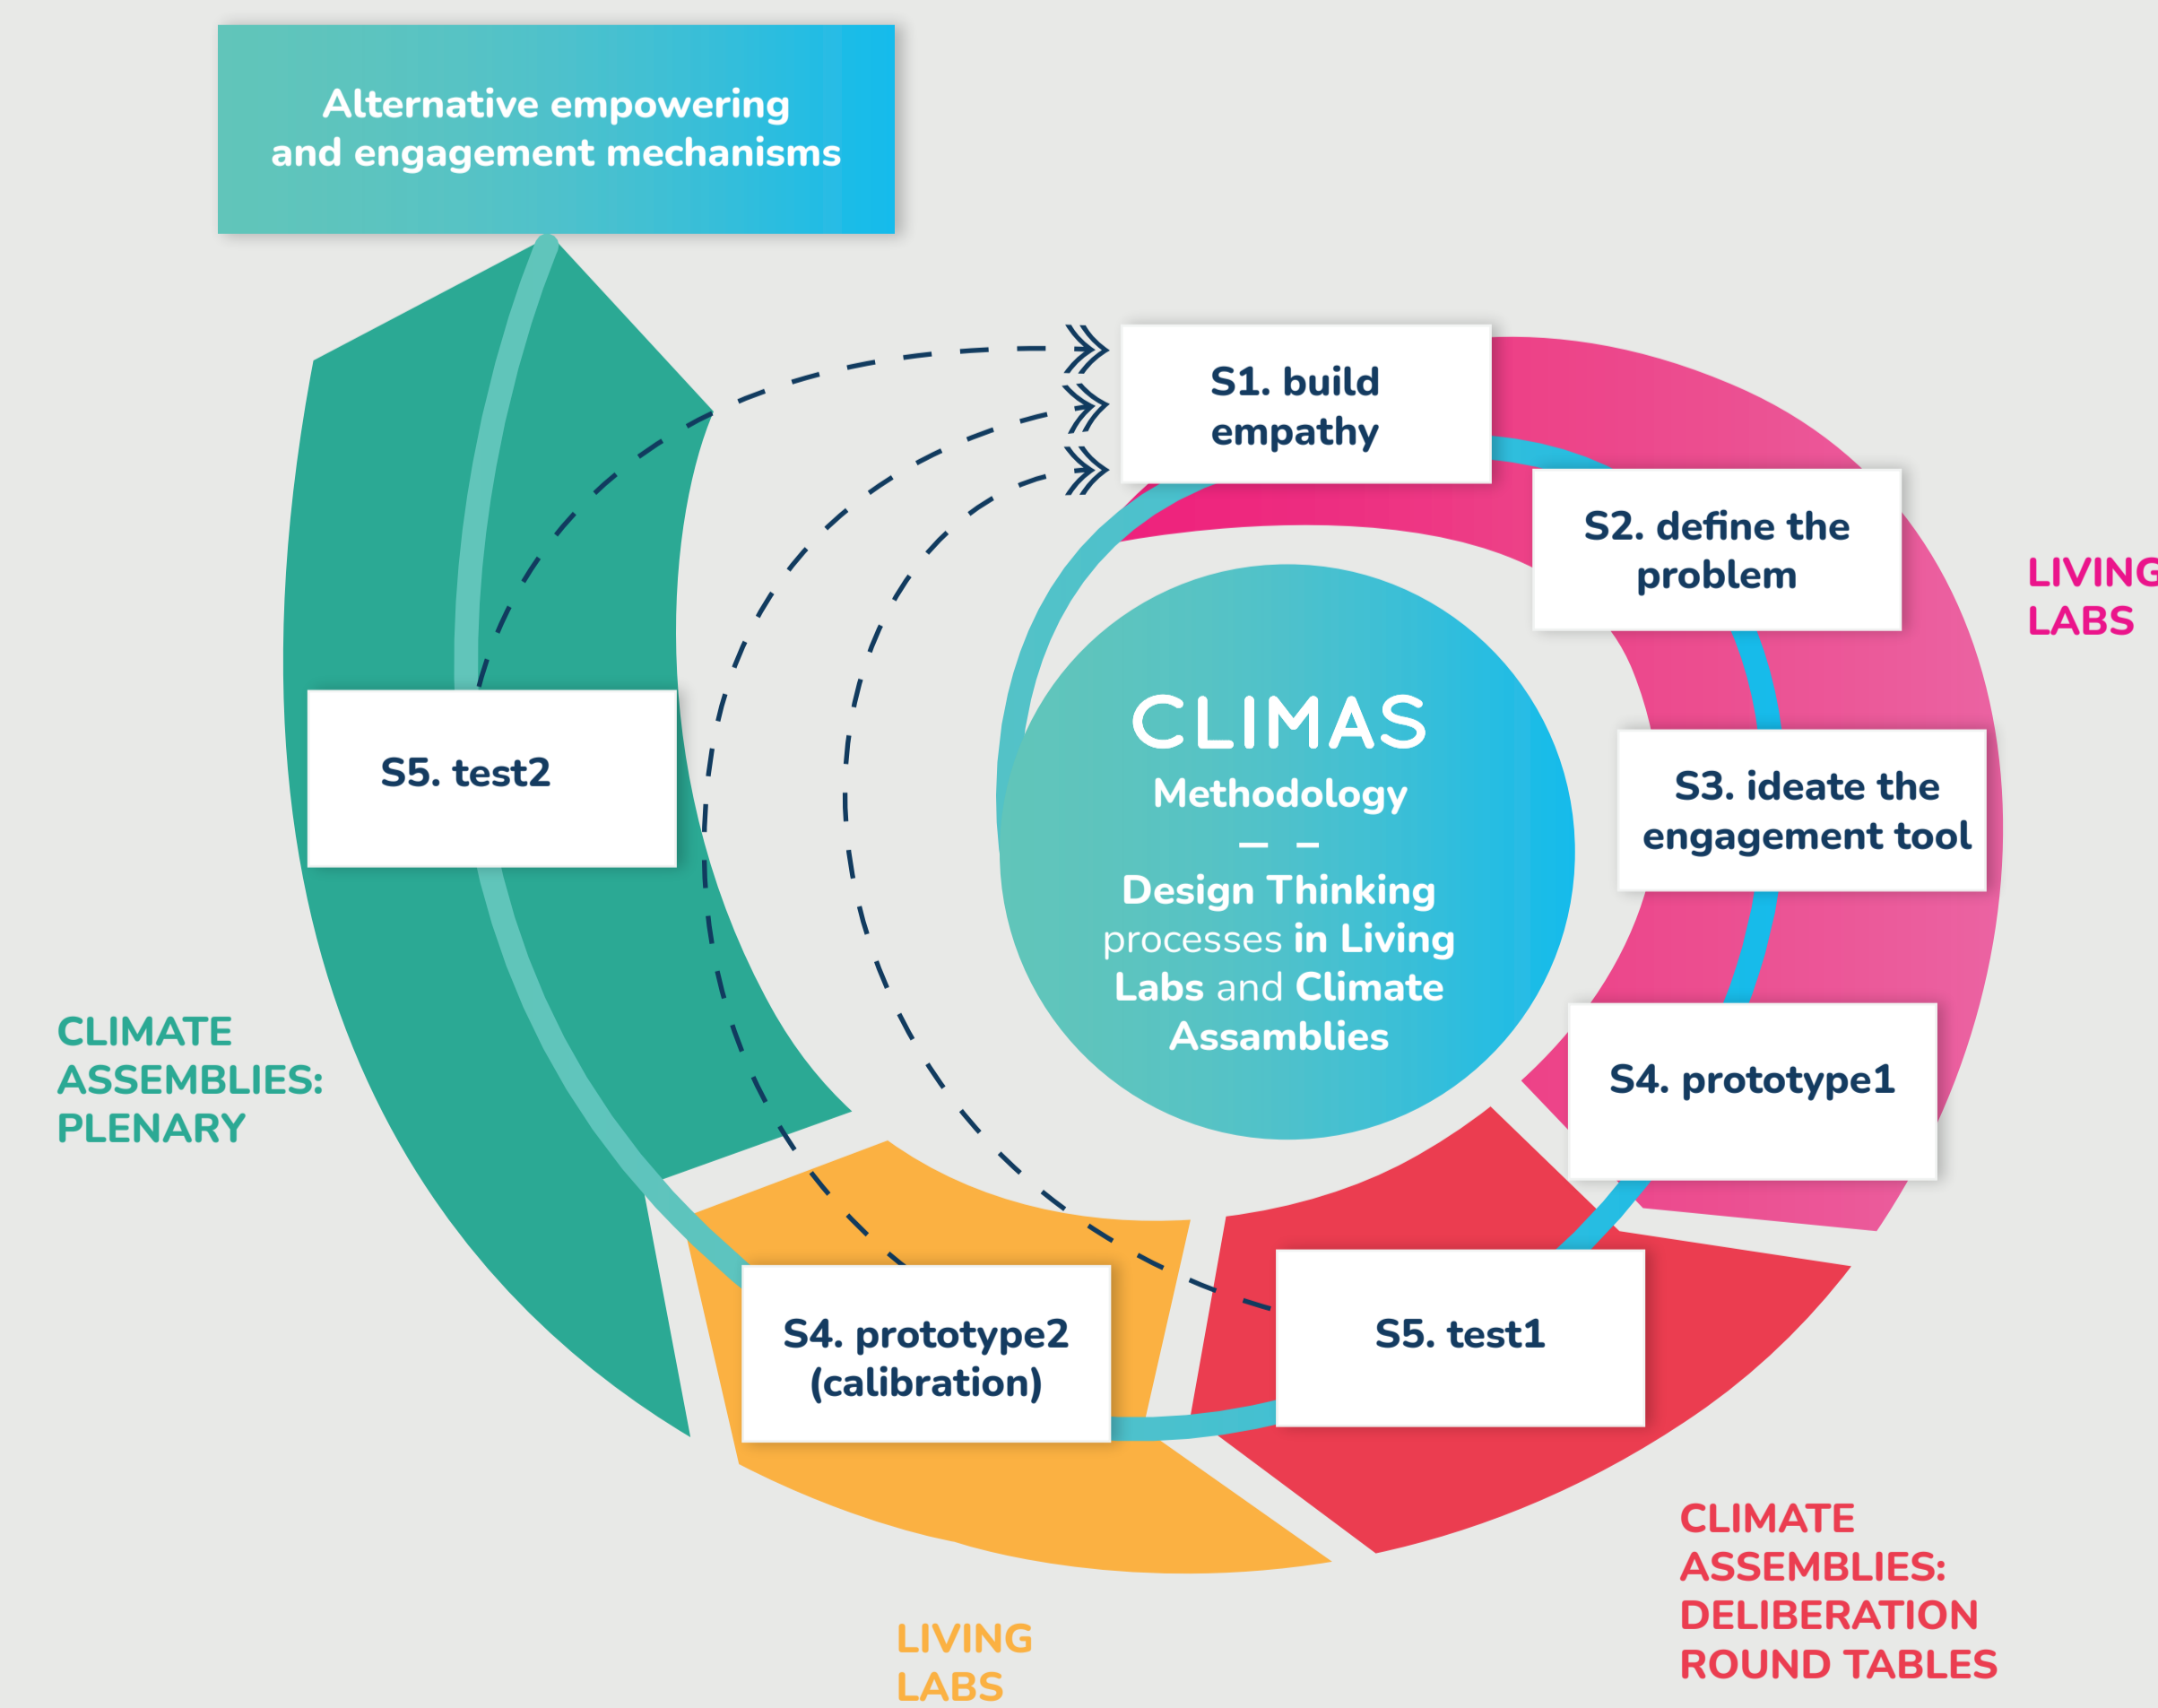 Alternative empowering
and engagement mechanisms
S1. build
empathy
S2. define the
problem
LIVING
LABS
S3. ideate the
engagement tool
S4. prototype1
S5. test1
CLIMATE
ASSEMBLIES:
DELIBERATION
ROUND TABLES
S4. prototype2
(calibration)
LIVING
LABS
S5. test2
CLIMATE
ASSEMBLIES:
PLENARY
CLIMAS
Methodology
Design Thinking
processes in Living
Labs and Climate
Assamblies